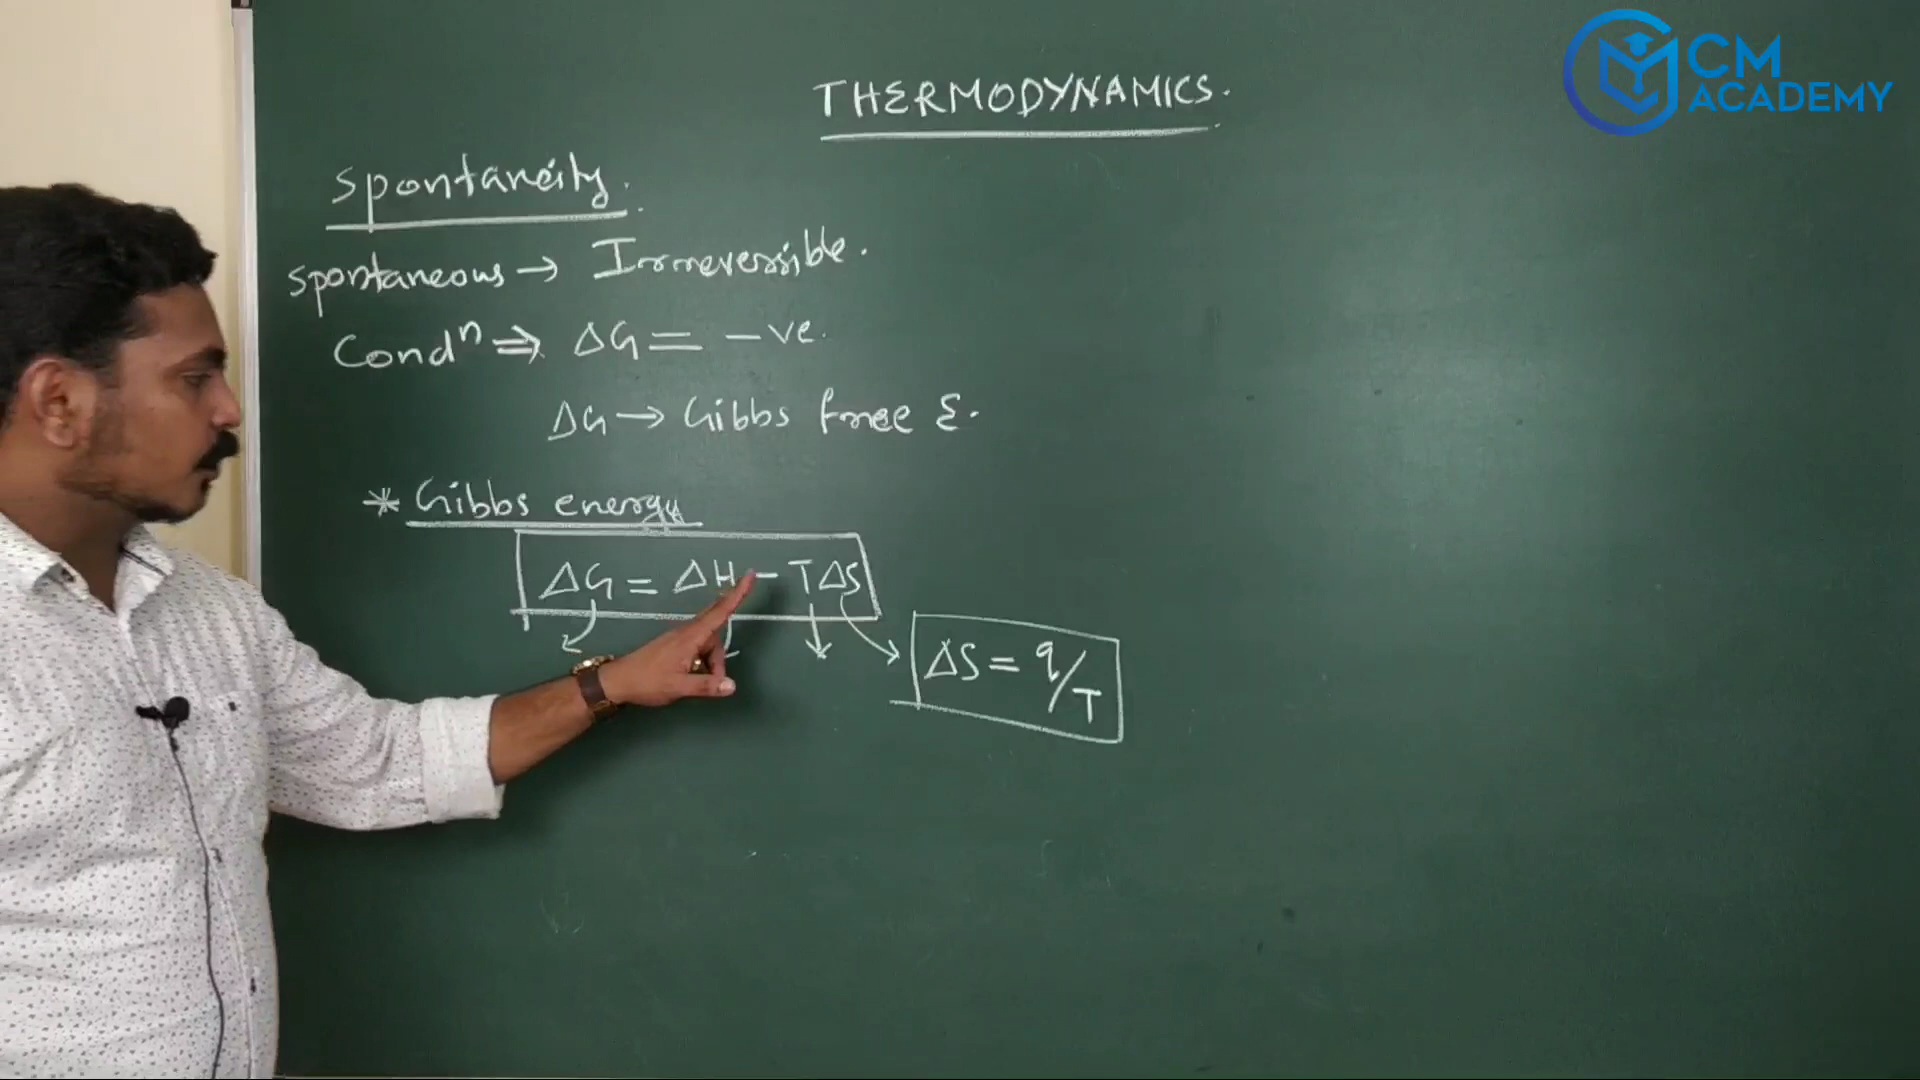 CM
ACADEMY
THERMODYNAMICS.
Spontaneity.
Spontaneous → Irreversible.
Condⁿ ⇒ ΔG = -ve.
ΔG → Gibbs free E.
* Gibbs energy
ΔG = ΔH - TΔS
ΔS = q/T